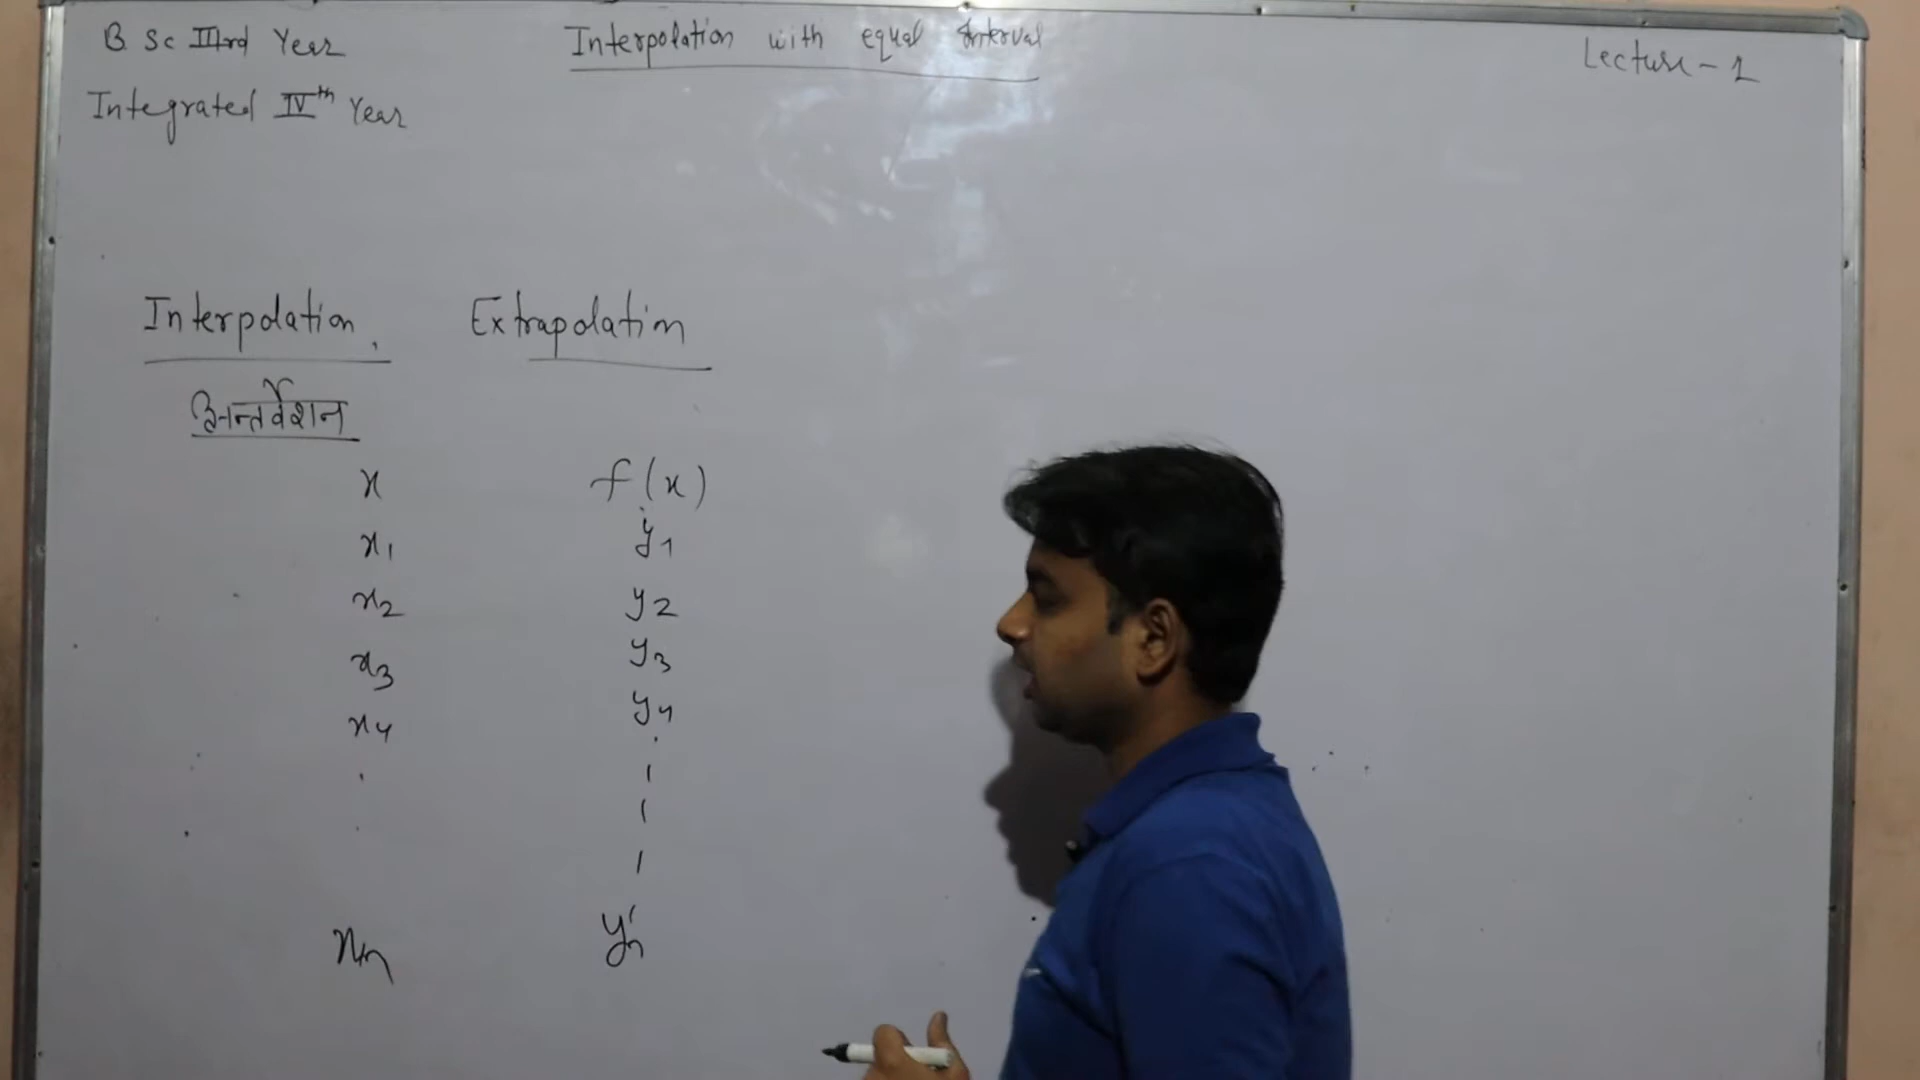 B Sc IIIrd Year
Interpolation with equal Interval
Lecture - 1
Integrated IVth Year
Interpolation Extrapolation
अन्तर्वेशन
x f(x)
x1 y1
x2 y2
x3 y3
x4 y4
xn yn